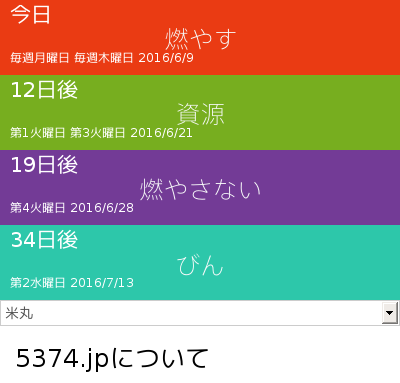 今日
燃やす
毎週月曜日 毎週木曜日 2016/6/9
12日後
資源
第1火曜日 第3火曜日 2016/6/21
19日後
燃やさない
第4火曜日 2016/6/28
34日後
びん
第2水曜日 2016/7/13
米丸
5374.jpについて